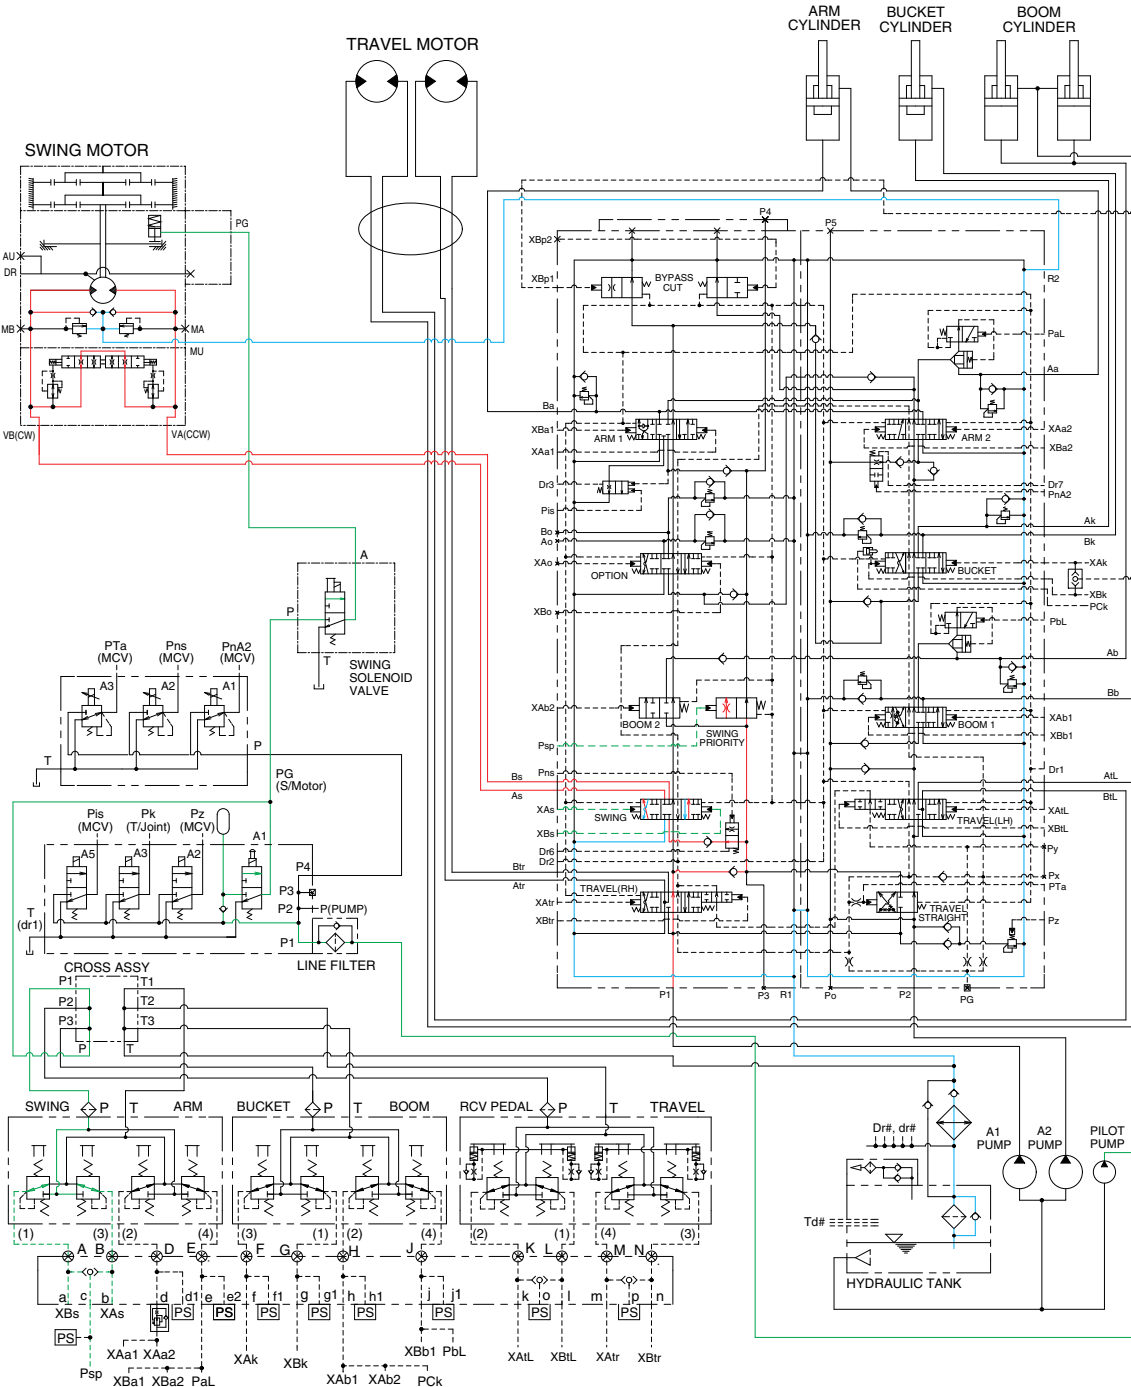 ARM
CYLINDER
BUCKET
CYLINDER
BOOM
CYLINDER
TRAVEL MOTOR
SWING MOTOR
PG
AU
DR
MB
MA
MU
VB(CW)
VA(CCW)
P4
P5
XBp2
XBp1
BYPASS
CUT
R2
PaL
Aa
Ba
XBa1
ARM 1
XAa1
ARM 2
XAa2
XBa2
Dr3
Dr7
PnA2
Pis
Bo
Ao
Ak
Bk
XAo
OPTION
BUCKET
XAk
XBk
PCk
XBo
PbL
Ab
Bb
XAb2
BOOM 2
SWING
PRIORITY
BOOM 1
XAb1
XBb1
Psp
Pns
Dr1
Bs
As
AtL
BtL
XAs
SWING
XBs
TRAVEL(LH)
XAtL
XBtL
Dr6
Dr2
Py
Btr
Atr
Px
PTa
TRAVEL(RH)
XAtr
XBtr
TRAVEL
STRAIGHT
Pz
P1
P3
R1
Po
P2
PG
A
P
T
SWING
SOLENOID
VALVE
PTa
(MCV)
Pns
(MCV)
PnA2
(MCV)
A3
A2
A1
T
P
PG
(S/Motor)
Pis
(MCV)
Pk
(T/Joint)
Pz
(MCV)
A5
A3
A2
A1
P4
P3
P2
P(PUMP)
P1
T
(dr1)
LINE FILTER
CROSS ASSY
P1
T1
P2
T2
P3
T3
P
T
SWING
P
T
ARM
BUCKET
P
T
BOOM
RCV PEDAL
P
T
TRAVEL
(1)
(3)
(2)
(4)
(3)
(1)
(2)
(4)
(2)
(1)
(4)
(3)
A
B
D
E
F
G
H
J
K
L
M
N
a
c
b
d
d1
e
e2
f
f1
g
g1
h
h1
j
j1
k
o
l
m
p
n
XBs
XAs
PS
PS
PS
PS
PS
PS
PS
PS
PS
Psp
XAa1
XAa2
XBa1
XBa2
PaL
XAk
XBk
XAb1
XAb2
PCk
XBb1
PbL
XAtL
XBtL
XAtr
XBtr
Dr#, dr#
A1
PUMP
A2
PUMP
PILOT
PUMP
Td#
HYDRAULIC TANK